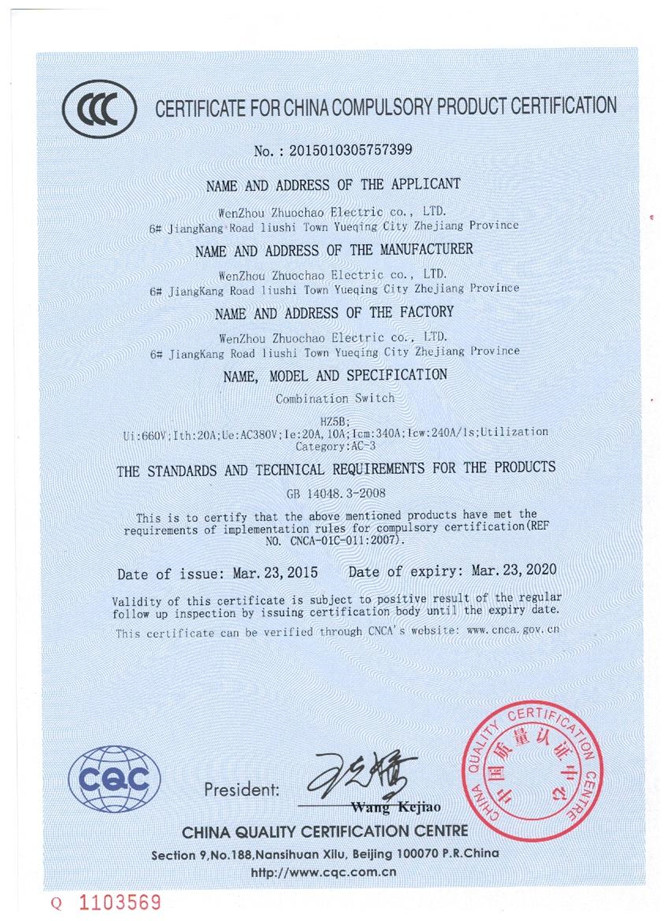 CCC
CERTIFICATE FOR CHINA COMPULSORY PRODUCT CERTIFICATION
No. : 2015010305757399
NAME AND ADDRESS OF THE APPLICANT
WenZhou Zhuochao Electric co., LTD.
6# JiangKang Road liushi Town Yueqing City Zhejiang Province
NAME AND ADDRESS OF THE MANUFACTURER
WenZhou Zhuochao Electric co., LTD.
6# JiangKang Road liushi Town Yueqing City Zhejiang Province
NAME AND ADDRESS OF THE FACTORY
WenZhou Zhuochao Electric co., LTD.
6# JiangKang Road liushi Town Yueqing City Zhejiang Province
NAME, MODEL AND SPECIFICATION
Combination Switch
HZ5B;
Ui:660V;Ith:20A;Ue:AC380V;Ie:20A,10A;Icm:340A;Icw:240A/1s;Utilization
Category:AC-3
THE STANDARDS AND TECHNICAL REQUIREMENTS FOR THE PRODUCTS
GB 14048.3-2008
This is to certify that the above mentioned products have met the
requirements of implementation rules for compulsory certification(REF
NO. CNCA-01C-011:2007).
Date of issue: Mar.23,2015 Date of expiry: Mar.23,2020
Validity of this certificate is subject to positive result of the regular
follow up inspection by issuing certification body until the expiry date.
This certificate can be verified through CNCA's website: www.cnca.gov.cn
CQC
President:
Wang Kejiao
CHINA QUALITY CERTIFICATION CENTRE
中国质量认证中心
CHINA QUALITY CERTIFICATION CENTRE
Section 9,No.188,Nansihuan Xilu, Beijing 100070 P.R.China
http://www.cqc.com.cn
Q 1103569